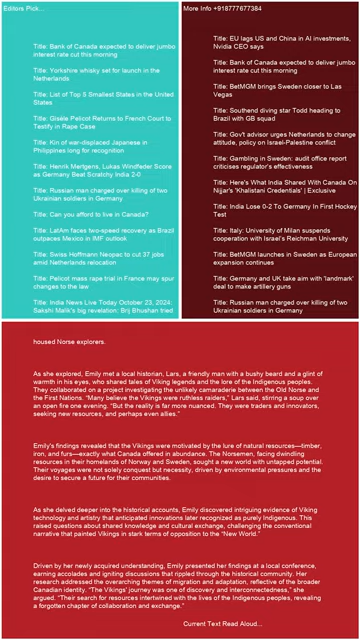 Editors Pick...
Title: Bank of Canada expected to deliver jumbo
interest rate cut this morning
Title: Yorkshire whisky set for launch in the
Netherlands
Title: List of Top 5 Smallest States in the United
States
Title: Gisèle Pelicot Returns to French Court to
Testify in Rape Case
Title: Kin of war-displaced Japanese in
Philippines long for recognition
Title: Henrik Mertgens, Lukas Windfeder Score
as Germany Beat Scratchy India 2-0
Title: Russian man charged over killing of two
Ukrainian soldiers in Germany
Title: Can you afford to live in Canada?
Title: LatAm faces two-speed recovery as Brazil
outpaces Mexico in IMF outlook
Title: Swiss Hoffmann Neopac to cut 37 jobs
amid Netherlands relocation
Title: Pelicot mass rape trial in France may spur
changes to the law
Title: India News Live Today October 23, 2024:
Sakshi Malik's big revelation: Brij Bhushan tried
More Info +918777677384
Title: EU lags US and China in AI investments,
Nvidia CEO says
Title: Bank of Canada expected to deliver jumbo
interest rate cut this morning
Title: BetMGM brings Sweden closer to Las
Vegas
Title: Southend diving star Todd heading to
Brazil with GB squad
Title: Gov't advisor urges Netherlands to change
attitude, policy on Israel-Palestine conflict
Title: Gambling in Sweden: audit office report
criticises regulator's effectiveness
Title: Here's What India Shared With Canada On
Nijjar's 'Khalistani Credentials' | Exclusive
Title: India Lose 0-2 To Germany In First Hockey
Test
Title: Italy: University of Milan suspends
cooperation with Israel's Reichman University
Title: BetMGM launches in Sweden as European
expansion continues
Title: Germany and UK take aim with 'landmark'
deal to make artillery guns
Title: Russian man charged over killing of two
Ukrainian soldiers in Germany
housed Norse explorers.
As she explored, Emily met a local historian, Lars, a friendly man with a bushy beard and a glint of
warmth in his eyes, who shared tales of Viking legends and the lore of the Indigenous peoples.
They collaborated on a project investigating the unlikely camaraderie between the Old Norse and
the First Nations. "Many believe the Vikings were ruthless raiders," Lars said, stirring a soup over
an open fire one evening. "But the reality is far more nuanced. They were traders and innovators,
seeking new resources, and perhaps even allies."
Emily's findings revealed that the Vikings were motivated by the lure of natural resources—timber,
iron, and furs—exactly what Canada offered in abundance. The Norsemen, facing dwindling
resources in their homelands of Norway and Sweden, sought a new world with untapped potential.
Their voyages were not solely conquest but necessity, driven by environmental pressures and the
desire to secure a future for their communities.
As she delved deeper into the historical accounts, Emily discovered intriguing evidence of Viking
technology and artistry that anticipated innovations later recognized as purely Indigenous. This
raised questions about shared knowledge and cultural exchange, challenging the conventional
narrative that painted Vikings in stark terms of opposition to the "New World."
Driven by her newly acquired understanding, Emily presented her findings at a local conference,
earning accolades and igniting discussions that rippled through the historical community. Her
research addressed the overarching themes of migration and adaptation, reflective of the broader
Canadian identity. "The Vikings' journey was one of discovery and interconnectedness," she
argued. "Their search for resources intertwined with the lives of the Indigenous peoples, revealing
a forgotten chapter of collaboration and exchange."
Current Text Read Aloud...